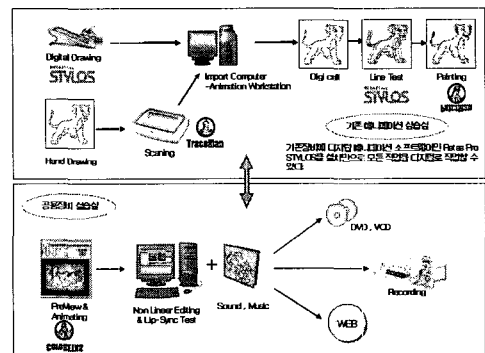 Digital Drawing
STYLOS
Import Computer
-Animation Workstation
Digi cell
Line Test
Painting
STYLOS
Hand Drawing
Scaning
TraceMan
기존 애니메이션 실습실
기존장비에 디지탈 애니메이션 소프트웨어인 Retas Pro
STYLOS을 설치만으로 모든 작업을 디지털로 작업할 수
있다.
공용장비 실습실
PreView &
Animating
Non Linear Editing
& Lip-Sync Test
+
Sound, Music
DVD, VCD
Recording
WEB